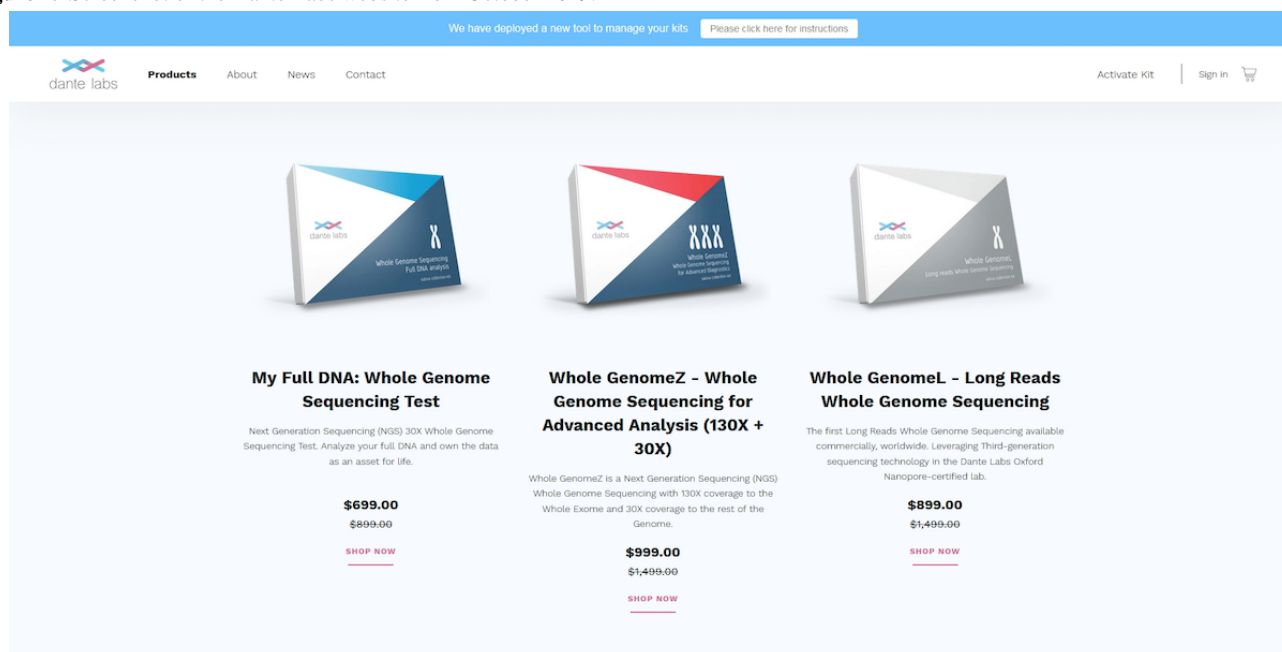 We have deployed a new tool to manage your kits Please click here for instructions
dante labs Products About News Contact Activate Kit Sign in
dante labs
Whole Genome Sequencing
Full DNA analysis
dante labs
Whole GenomeZ
Whole Genome Sequencing
for Advanced Diagnostics
dante labs
Whole GenomeL
Long reads Whole Genome Sequencing
My Full DNA: Whole Genome
Sequencing Test
Next Generation Sequencing (NGS) 30X Whole Genome
Sequencing Test. Analyze your full DNA and own the data
as an asset for life.
$699.00
$899.00
SHOP NOW
Whole GenomeZ - Whole
Genome Sequencing for
Advanced Analysis (130X +
30X)
Whole GenomeZ is a Next Generation Sequencing (NGS)
Whole Genome Sequencing with 130X coverage to the
Whole Exome and 30X coverage to the rest of the
Genome.
$999.00
$1,499.00
SHOP NOW
Whole GenomeL - Long Reads
Whole Genome Sequencing
The first Long Reads Whole Genome Sequencing available
commercially, worldwide. Leveraging Third-generation
sequencing technology in the Dante Labs Oxford
Nanopore-certified lab.
$899.00
$1,499.00
SHOP NOW